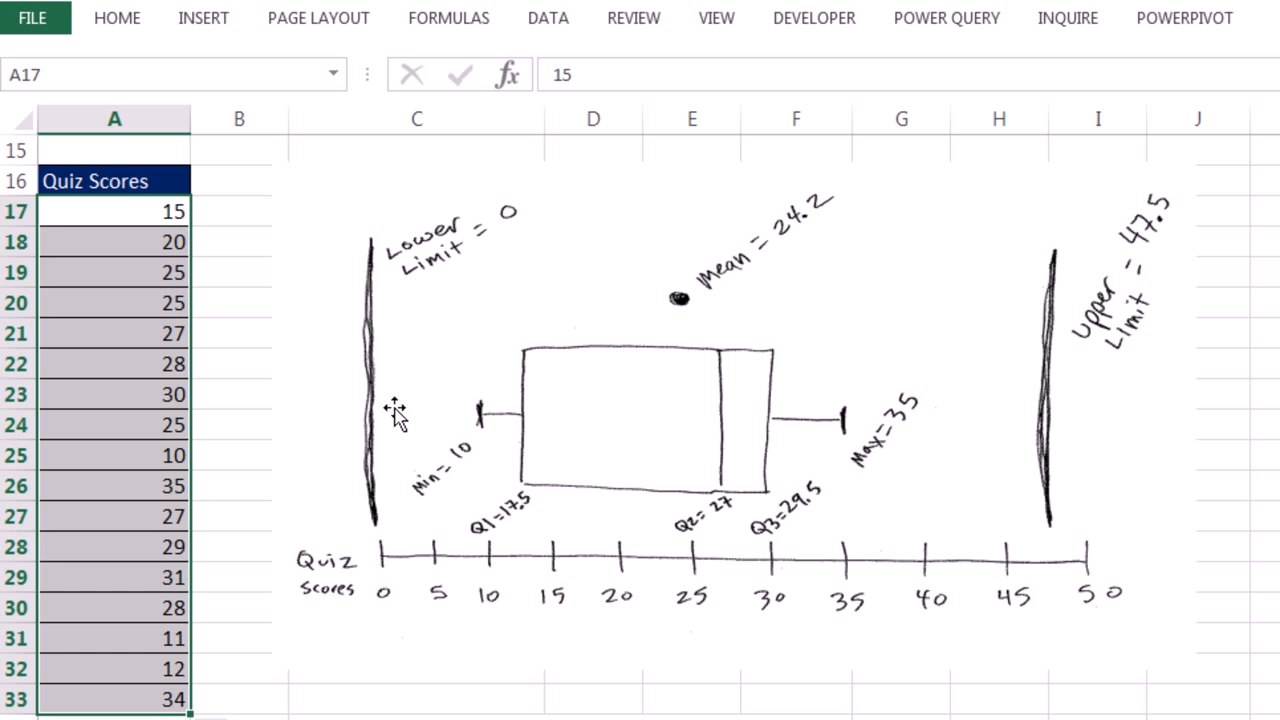 FILE HOME INSERT PAGE LAYOUT FORMULAS DATA REVIEW VIEW DEVELOPER POWER QUERY INQUIRE POWERPIVOT
A17 fx 15
A B C D E F G H I J
15
16 Quiz Scores
17 15
18 20
19 25
20 25
21 27
22 28
23 30
24 25
25 10
26 35
27 27
28 29
29 31
30 28
31 11
32 12
33 34
Lower
Limit = 0
Mean = 24.2
Upper
Limit = 47.5
Min = 10
Max = 35
Q1 = 17.5
Q2 = 27
Q3 = 29.5
Quiz
Scores 0 5 10 15 20 25 30 35 40 45 50